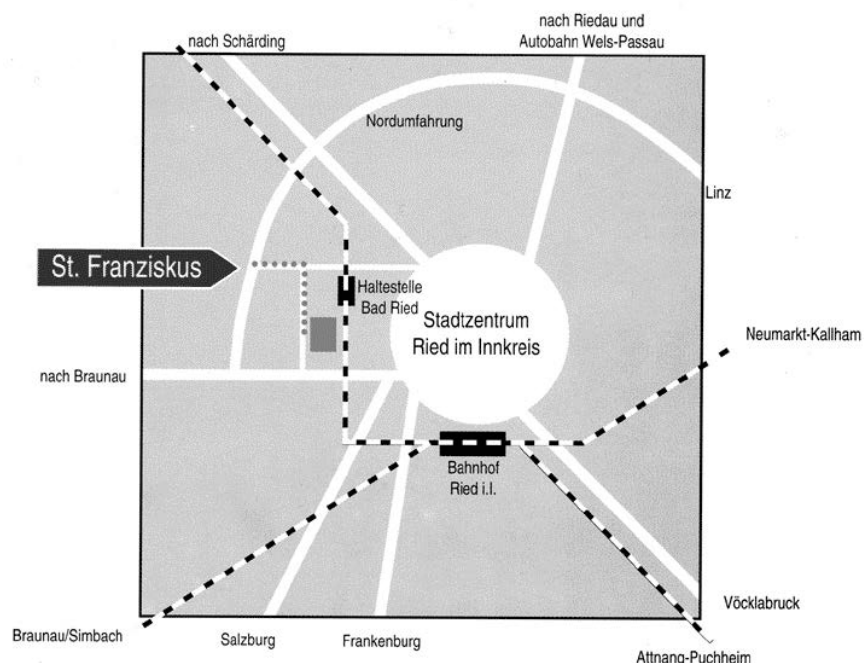 nach Riedau und
Autobahn Wels-Passau
nach Schärding
Nordumfahrung
Linz
St. Franziskus
Haltestelle
Bad Ried
Stadtzentrum
Ried im Innkreis
Neumarkt-Kallham
nach Braunau
Bahnhof
Ried i.I.
Vöcklabruck
Braunau/Simbach
Salzburg
Frankenburg
Attnang-Puchheim